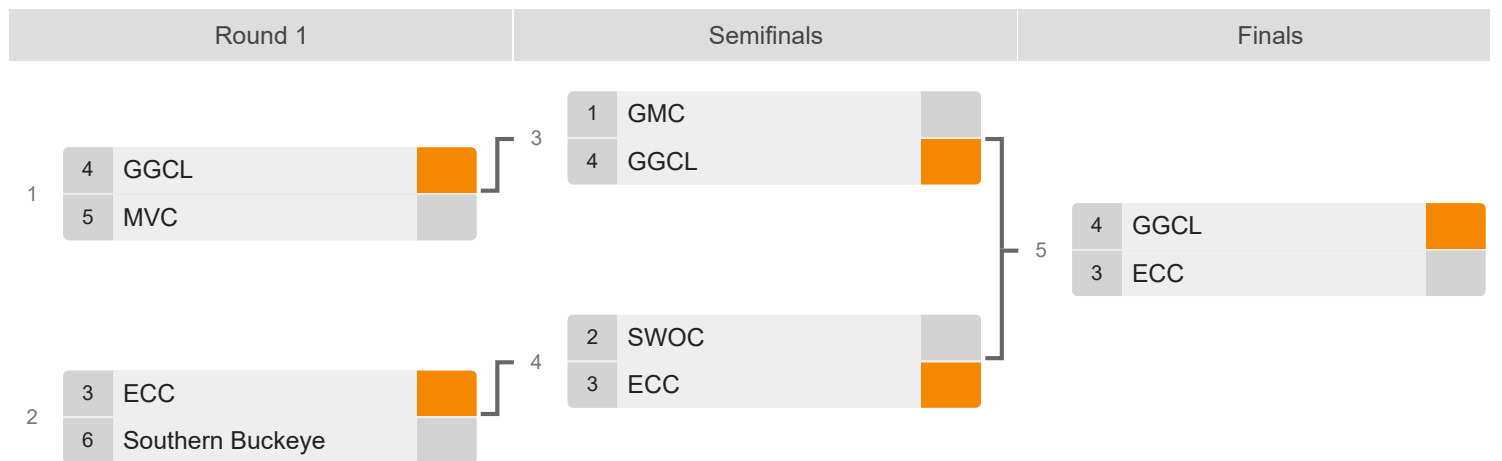 Round 1 Semifinals Finals
1
4 GGCL
5 MVC
2
3 ECC
6 Southern Buckeye
3
1 GMC
4 GGCL
4
2 SWOC
3 ECC
5
4 GGCL
3 ECC